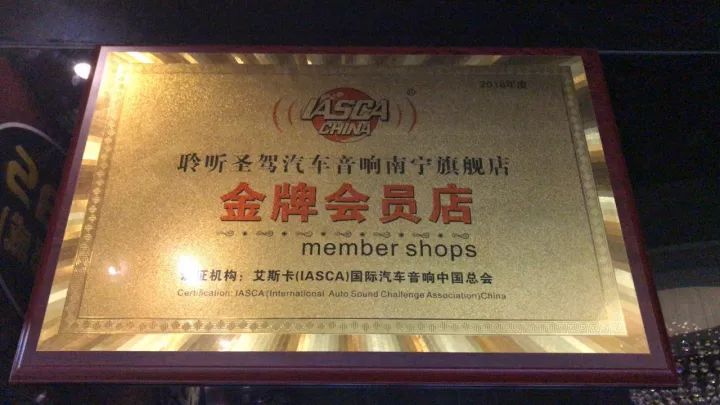 2016年度
IASCA
CHINA
®
聆听圣驾汽车音响南宁旗舰店
金牌会员店
member shops
认证机构：艾斯卡(IASCA)国际汽车音响中国总会
Certification: IASCA (International Auto Sound Challenge Association) China